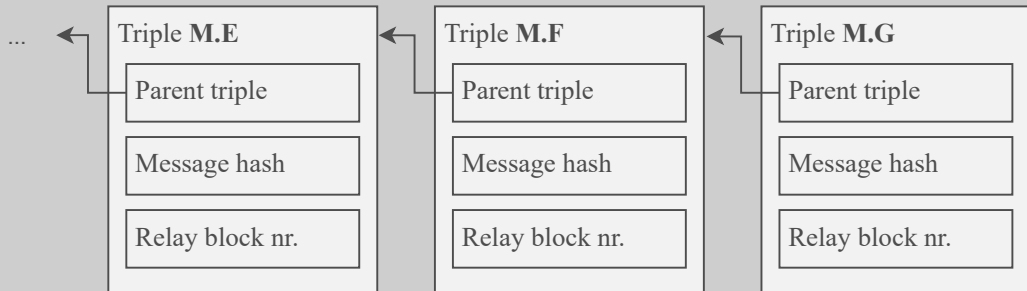 ...
Triple M.E
Parent triple
Message hash
Relay block nr.
Triple M.F
Parent triple
Message hash
Relay block nr.
Triple M.G
Parent triple
Message hash
Relay block nr.